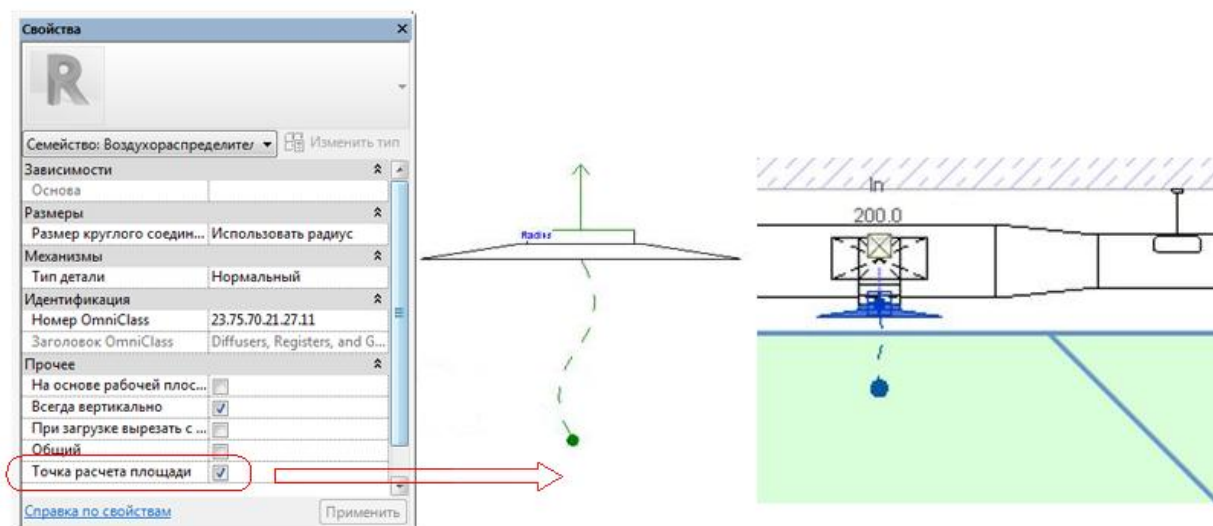 Свойства
R
Семейство: Воздухораспределител
Изменить тип
Зависимости
Основа
Размеры
Размер круглого соедин... Использовать радиус
Механизмы
Тип детали Нормальный
Идентификация
Номер OmniClass 23.75.70.21.27.11
Заголовок OmniClass Diffusers, Registers, and G...
Прочее
На основе рабочей плос...
Всегда вертикально
При загрузке вырезать с ...
Общий
Точка расчета площади
Справка по свойствам Применить
Radius
In
200.0